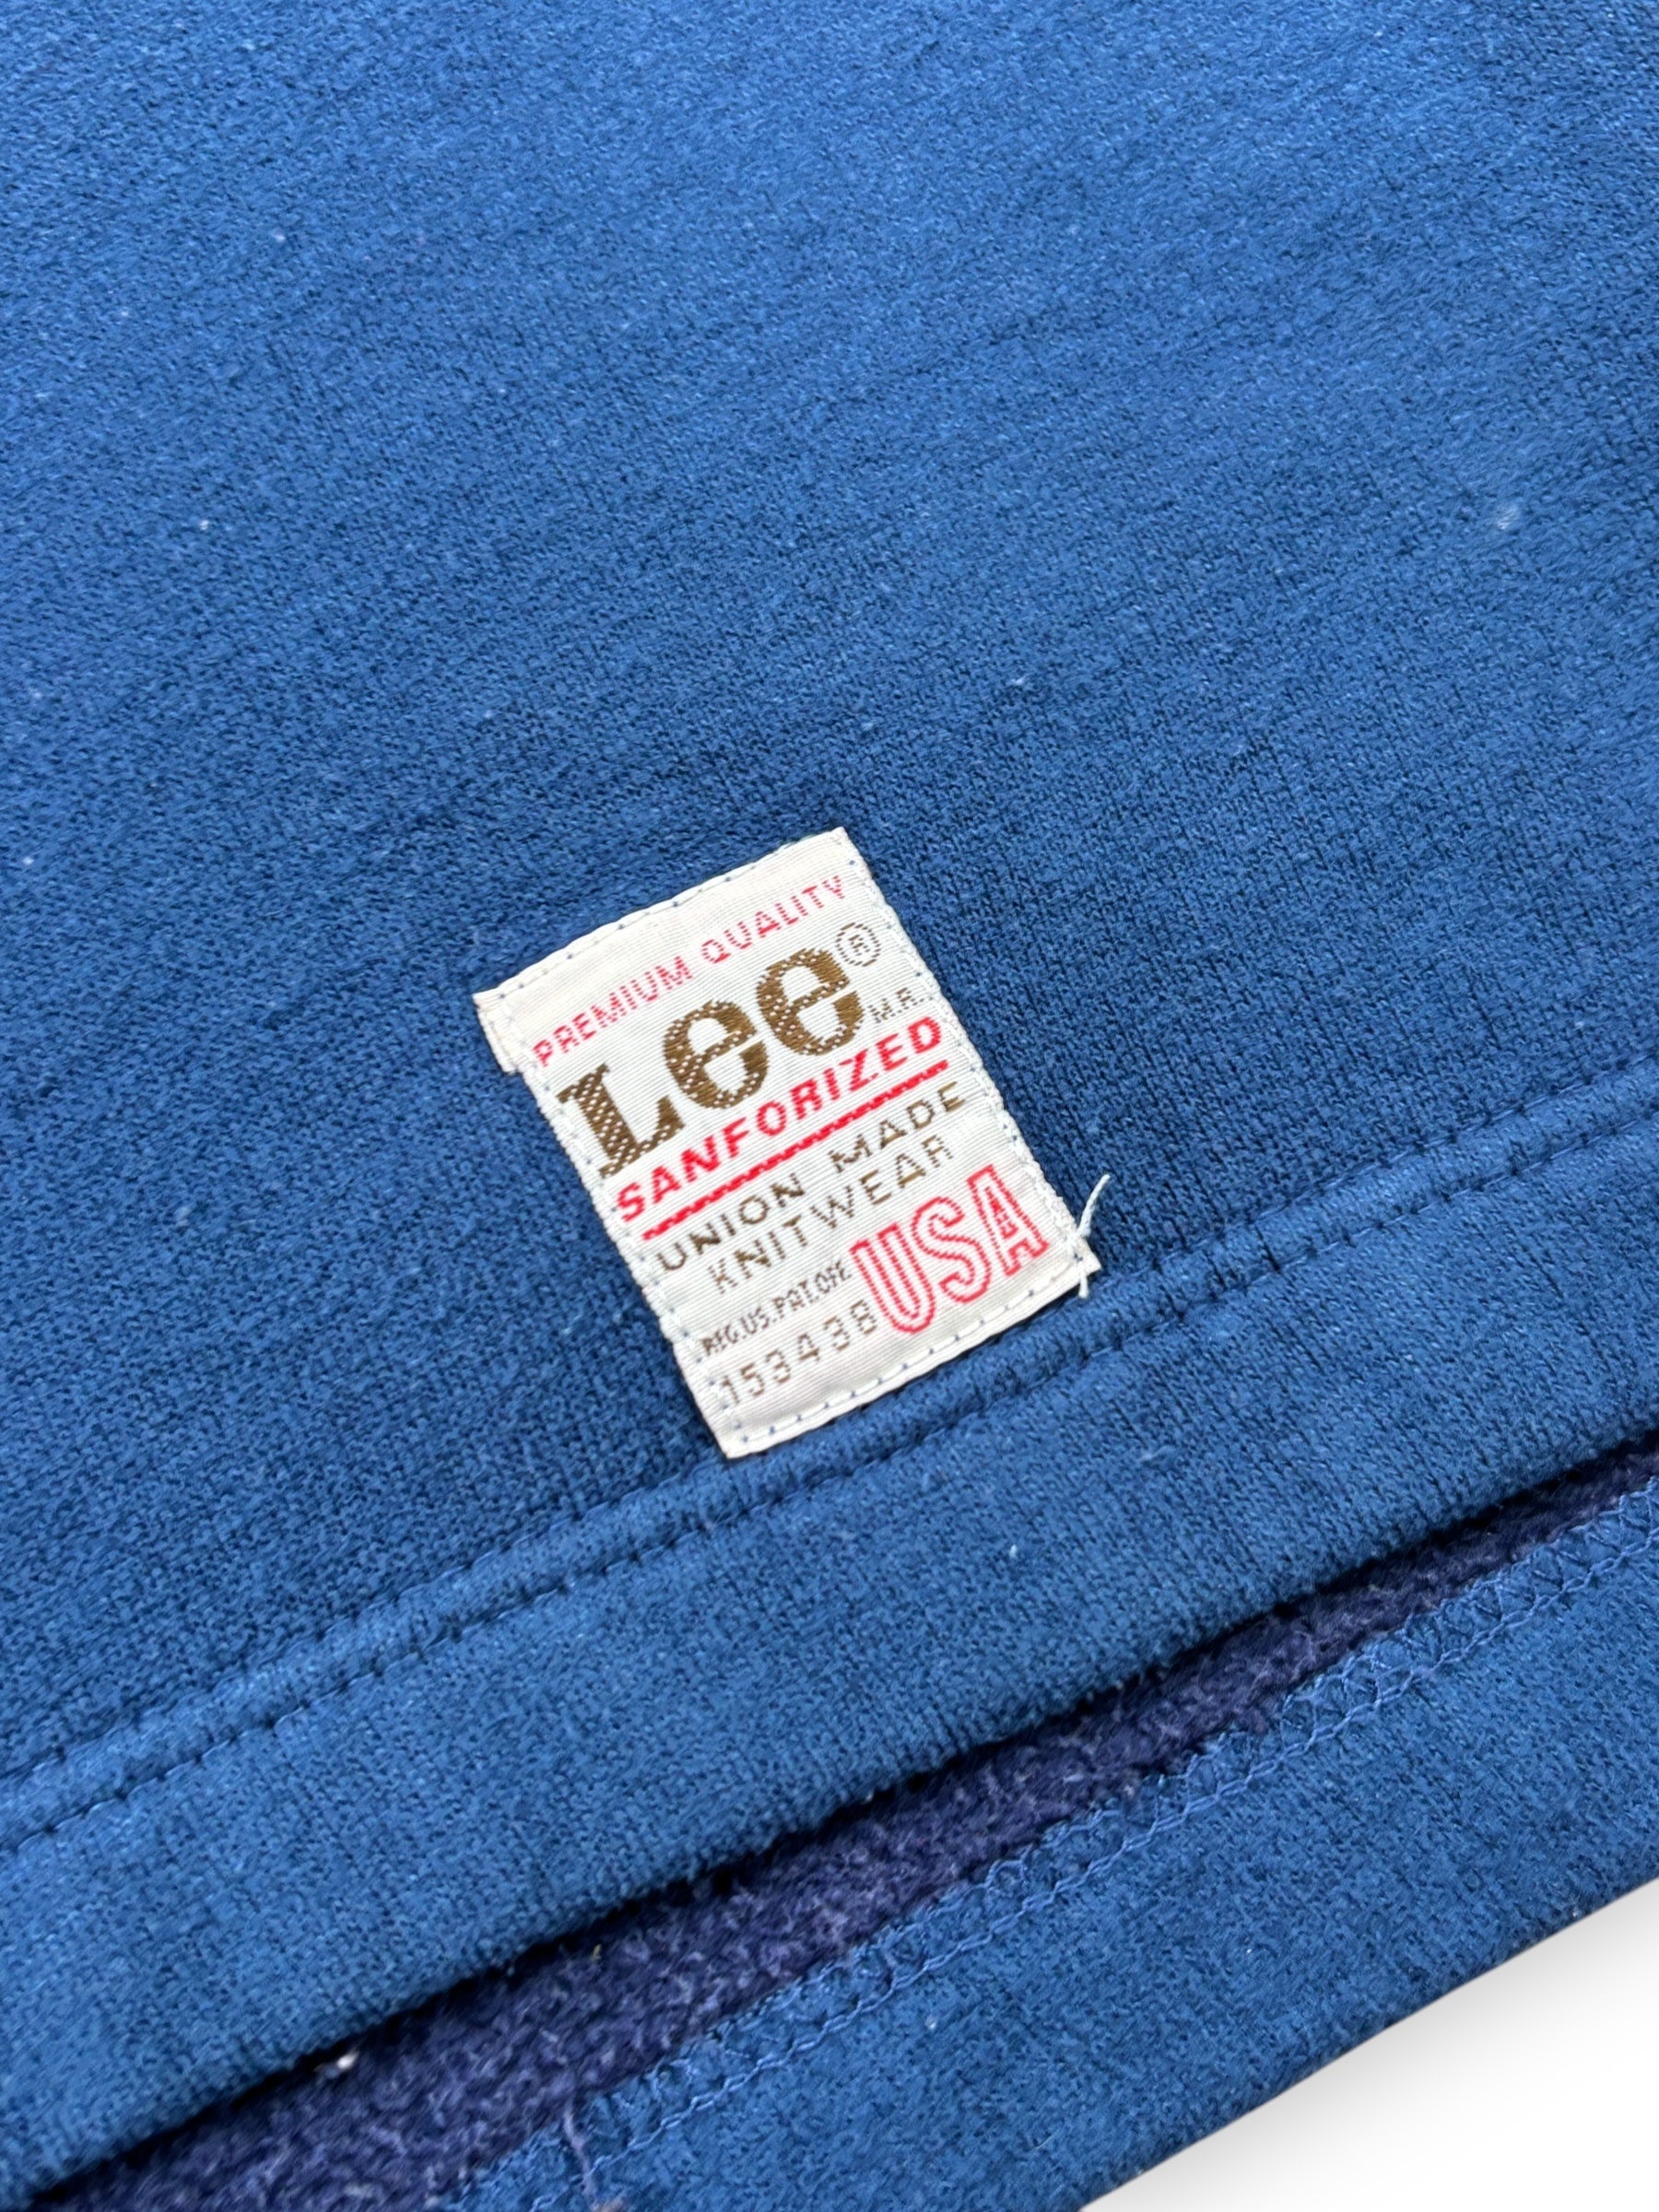 PREMIUM QUALITY
Lee®
M.R.
SANFORIZED
UNION MADE
KNITWEAR
REG.US.PAT.OFF.
153438
USA